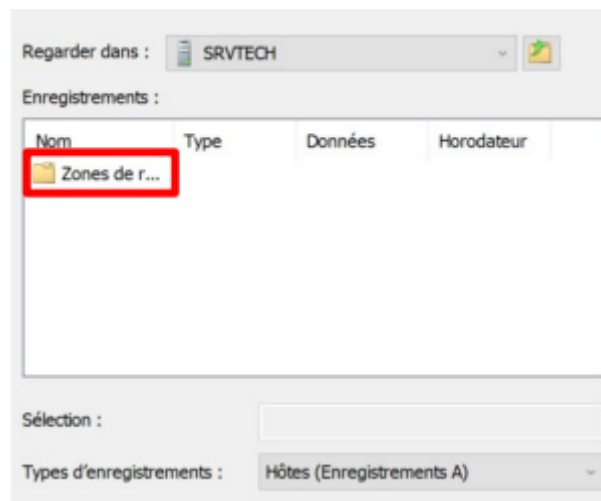 Regarder dans : SRVTECH
Enregistrements :
Nom Type Données Horodateur
Zones de r...
Sélection :
Types d'enregistrements : Hôtes (Enregistrements A)